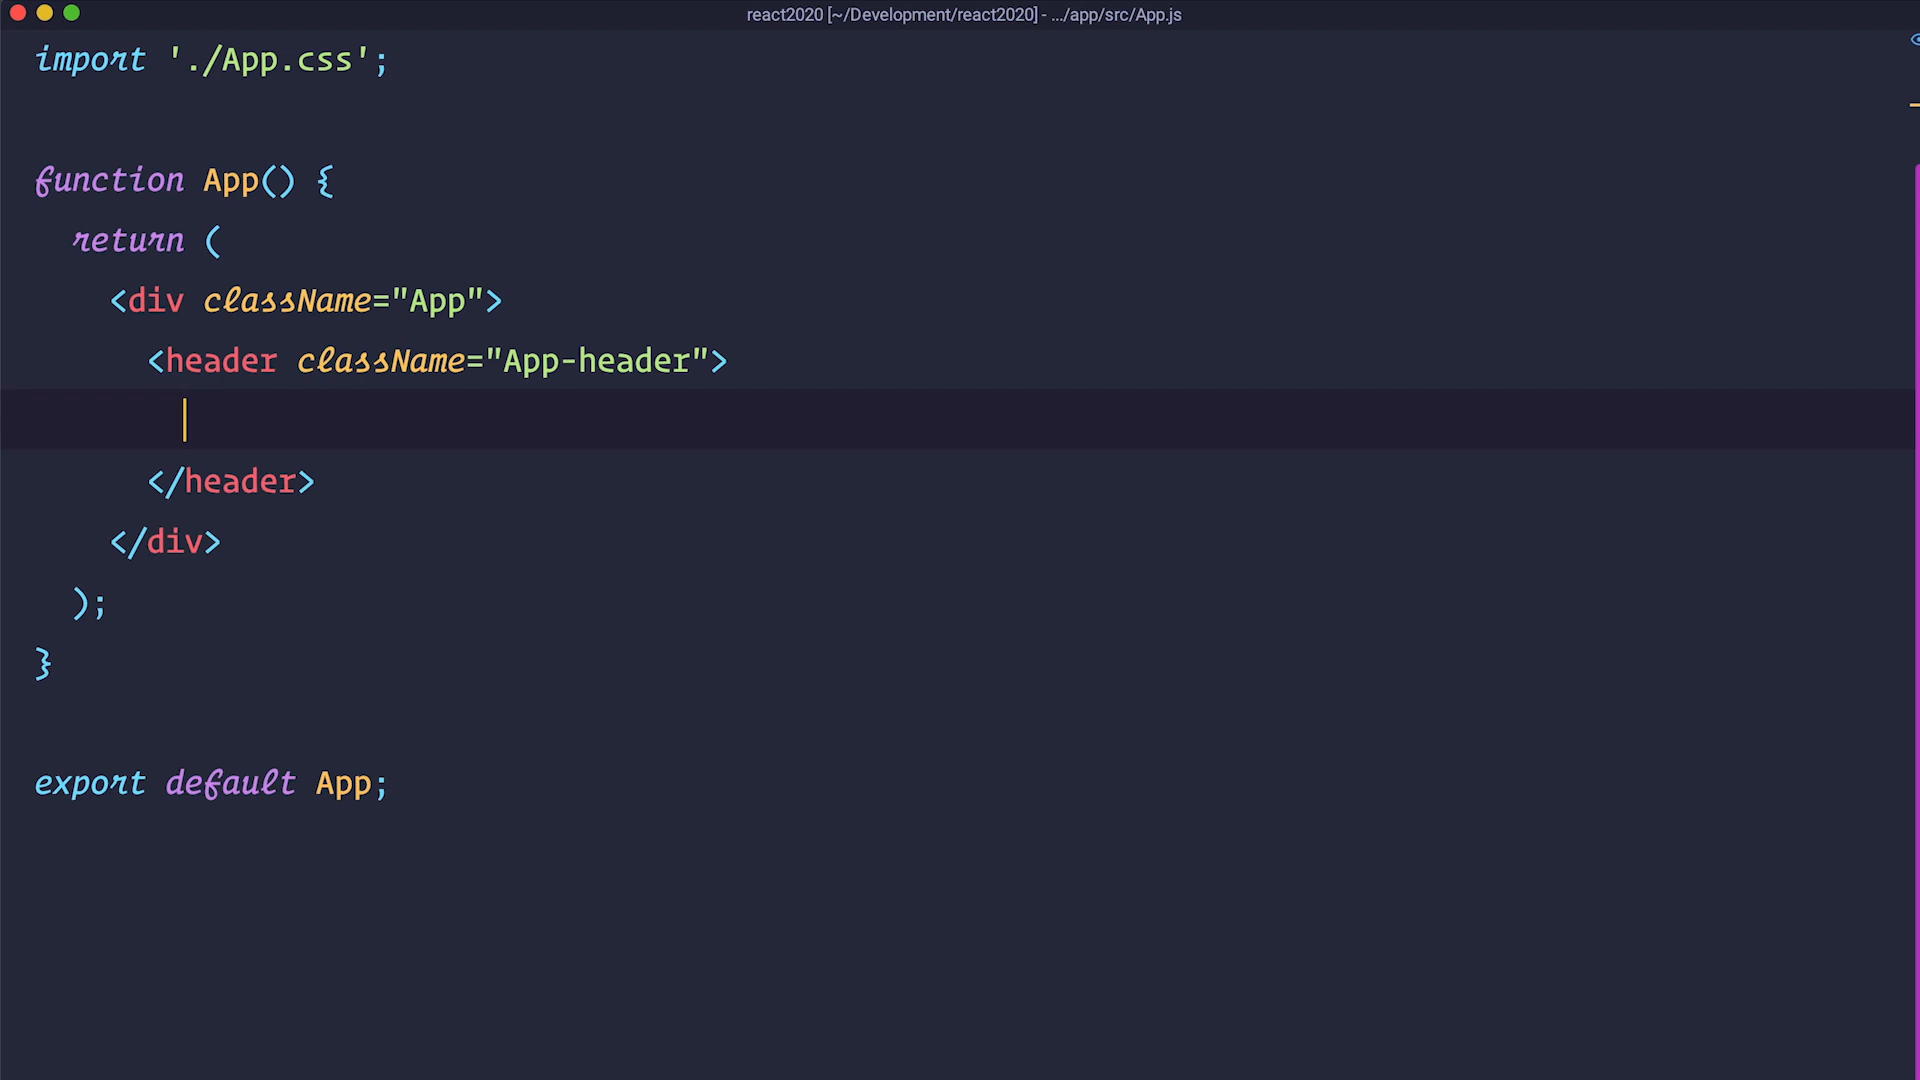 react2020 [~/Development/react2020] - .../app/src/App.js
import './App.css';
function App() {
  return (
    <div className="App">
      <header className="App-header">
      </header>
    </div>
  );
}
export default App;